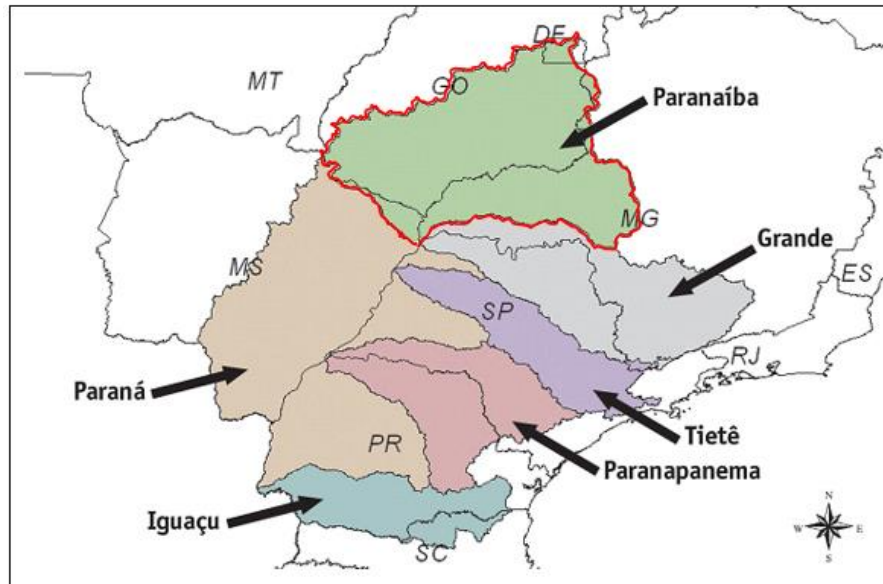 DF
MT
GO
Paranaíba
MG
Grande
MS
ES
SP
RJ
Paraná
PR
Tietê
Paranapanema
Iguaçu
SC
N
W E
S